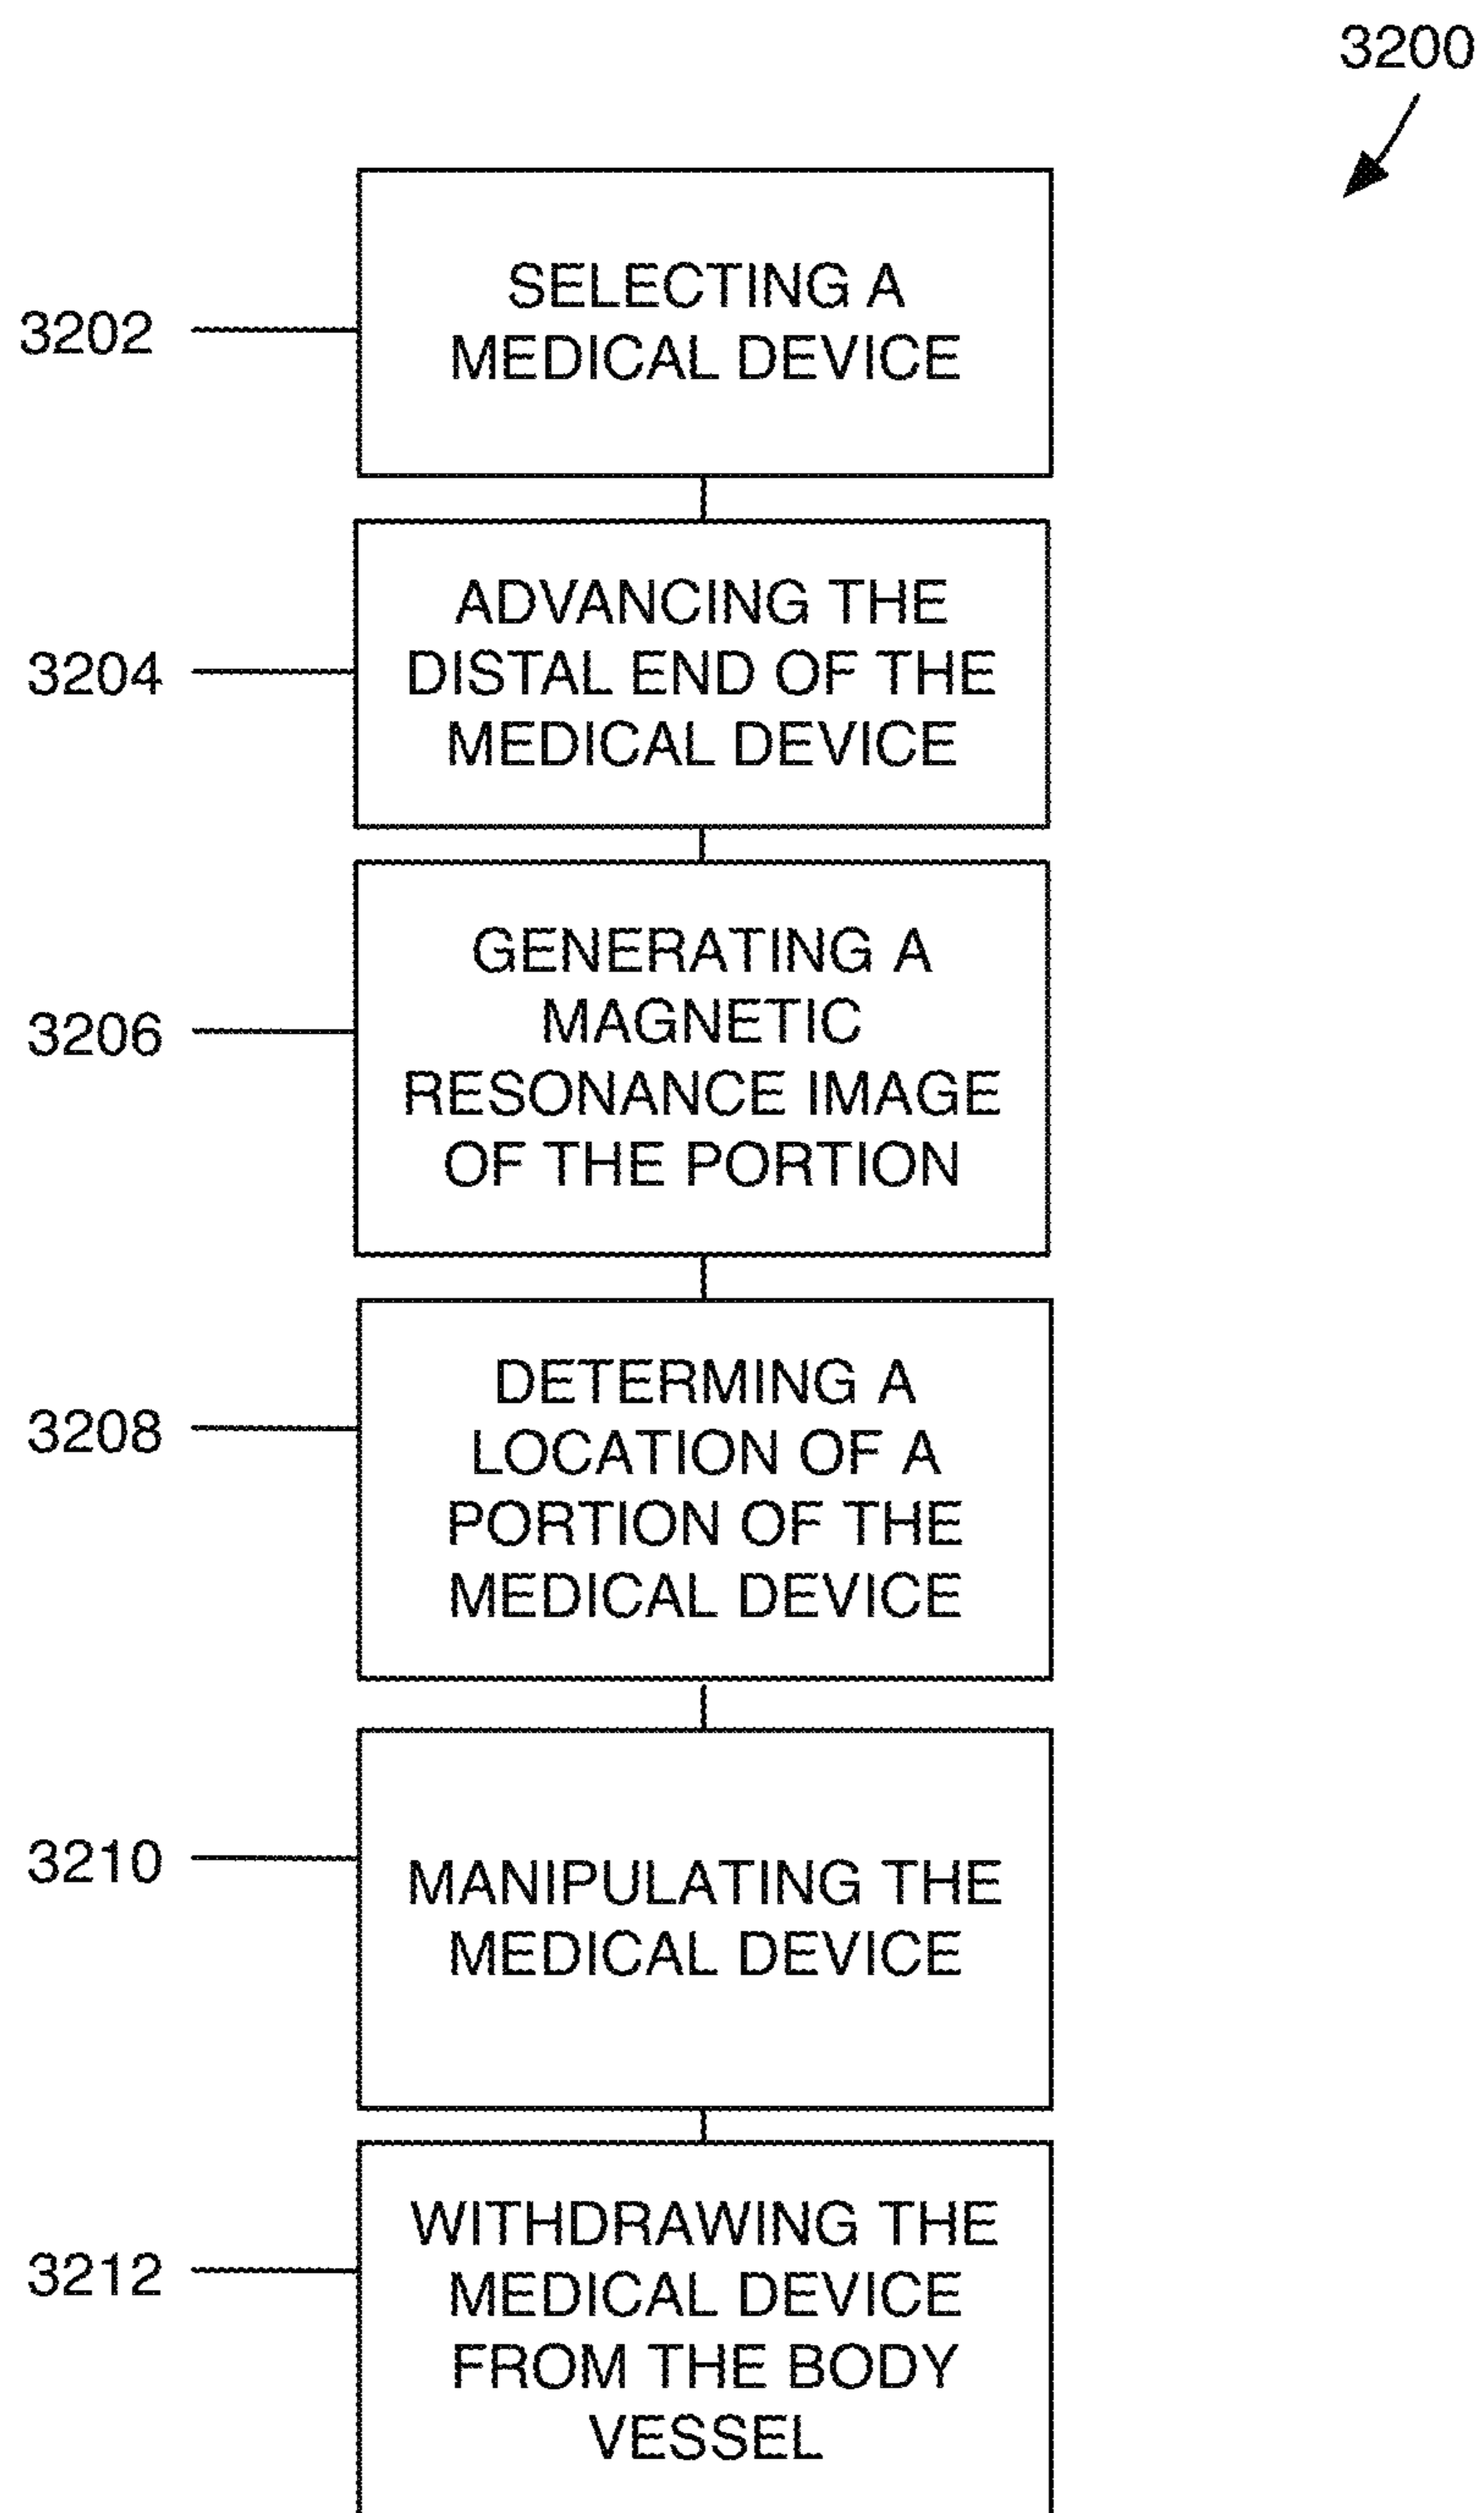 3200
SELECTING A
MEDICAL DEVICE
3202
ADVANCING THE
DISTAL END OF THE
MEDICAL DEVICE
3204
GENERATING A
MAGNETIC
RESONANCE IMAGE
OF THE PORTION
3206
DETERMING A
LOCATION OF A
PORTION OF THE
MEDICAL DEVICE
3208
MANIPULATING THE
MEDICAL DEVICE
3210
WITHDRAWING THE
MEDICAL DEVICE
FROM THE BODY
VESSEL
3212